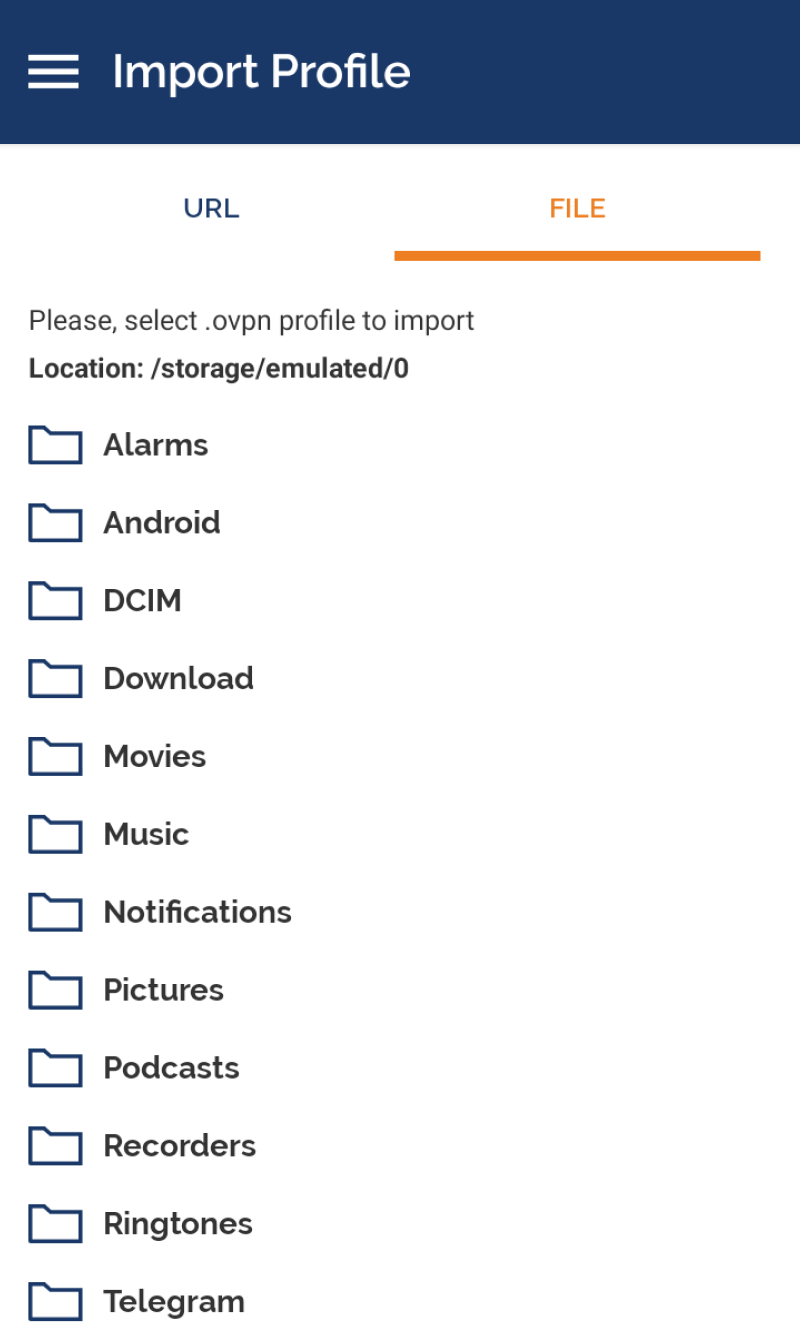 Import Profile
URL
FILE
Please, select .ovpn profile to import
Location: /storage/emulated/0
Alarms
Android
DCIM
Download
Movies
Music
Notifications
Pictures
Podcasts
Recorders
Ringtones
Telegram